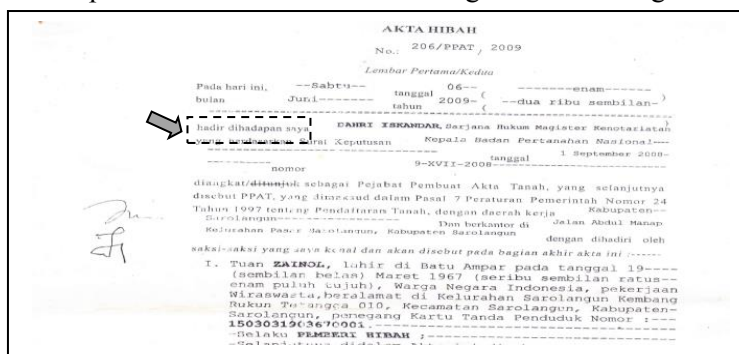 AKTA HIBAH
No.: 206/PPAT / 2009
Lembar Pertama/Kedua
Pada hari ini, --Sabtu-- tanggal 06--( --------enam------ )
bulan Juni------- tahun 2009- ( --dua ribu sembilan-
hadir dihadapan saya DAHRI ISKANDAR, Sarjana Hukum Magister Kenotariatan
yang berdasarkan Surat Keputusan Kepala Badan Pertanahan Nasional----
tanggal 1 September 2008-
nomor 9-XVII-2008
diangkat/ditunjuk sebagai Pejabat Pembuat Akta Tanah, yang selanjutnya
disebut PPAT, yang dimaksud dalam Pasal 7 Peraturan Pemerintah Nomor 24
Tahun 1997 tentang Pendaftaran Tanah, dengan daerah kerja Kabupaten--
Sarolangun Dan berkantor di Jalan Abdul Manap
Kelurahan Pasar Sarolangun, Kabupaten Sarolangun
dengan dihadiri oleh
saksi-saksi yang saya kenal dan akan disebut pada bagian akhir akta ini :------
I. Tuan ZAINOL, lahir di Batu Ampar pada tanggal 19----
(sembilan belas) Maret 1967 (seribu sembilan ratus--
enam puluh tujuh), Warga Negara Indonesia, pekerjaan
Wiraswasta, beralamat di Kelurahan Sarolangun Kembang
Rukun Tetangga 010, Kecamatan Sarolangun, Kabupaten-
Sarolangun, pemegang Kartu Tanda Penduduk Nomor :---
1503031903670001.
-Selaku PEMBERI HIBAH ;